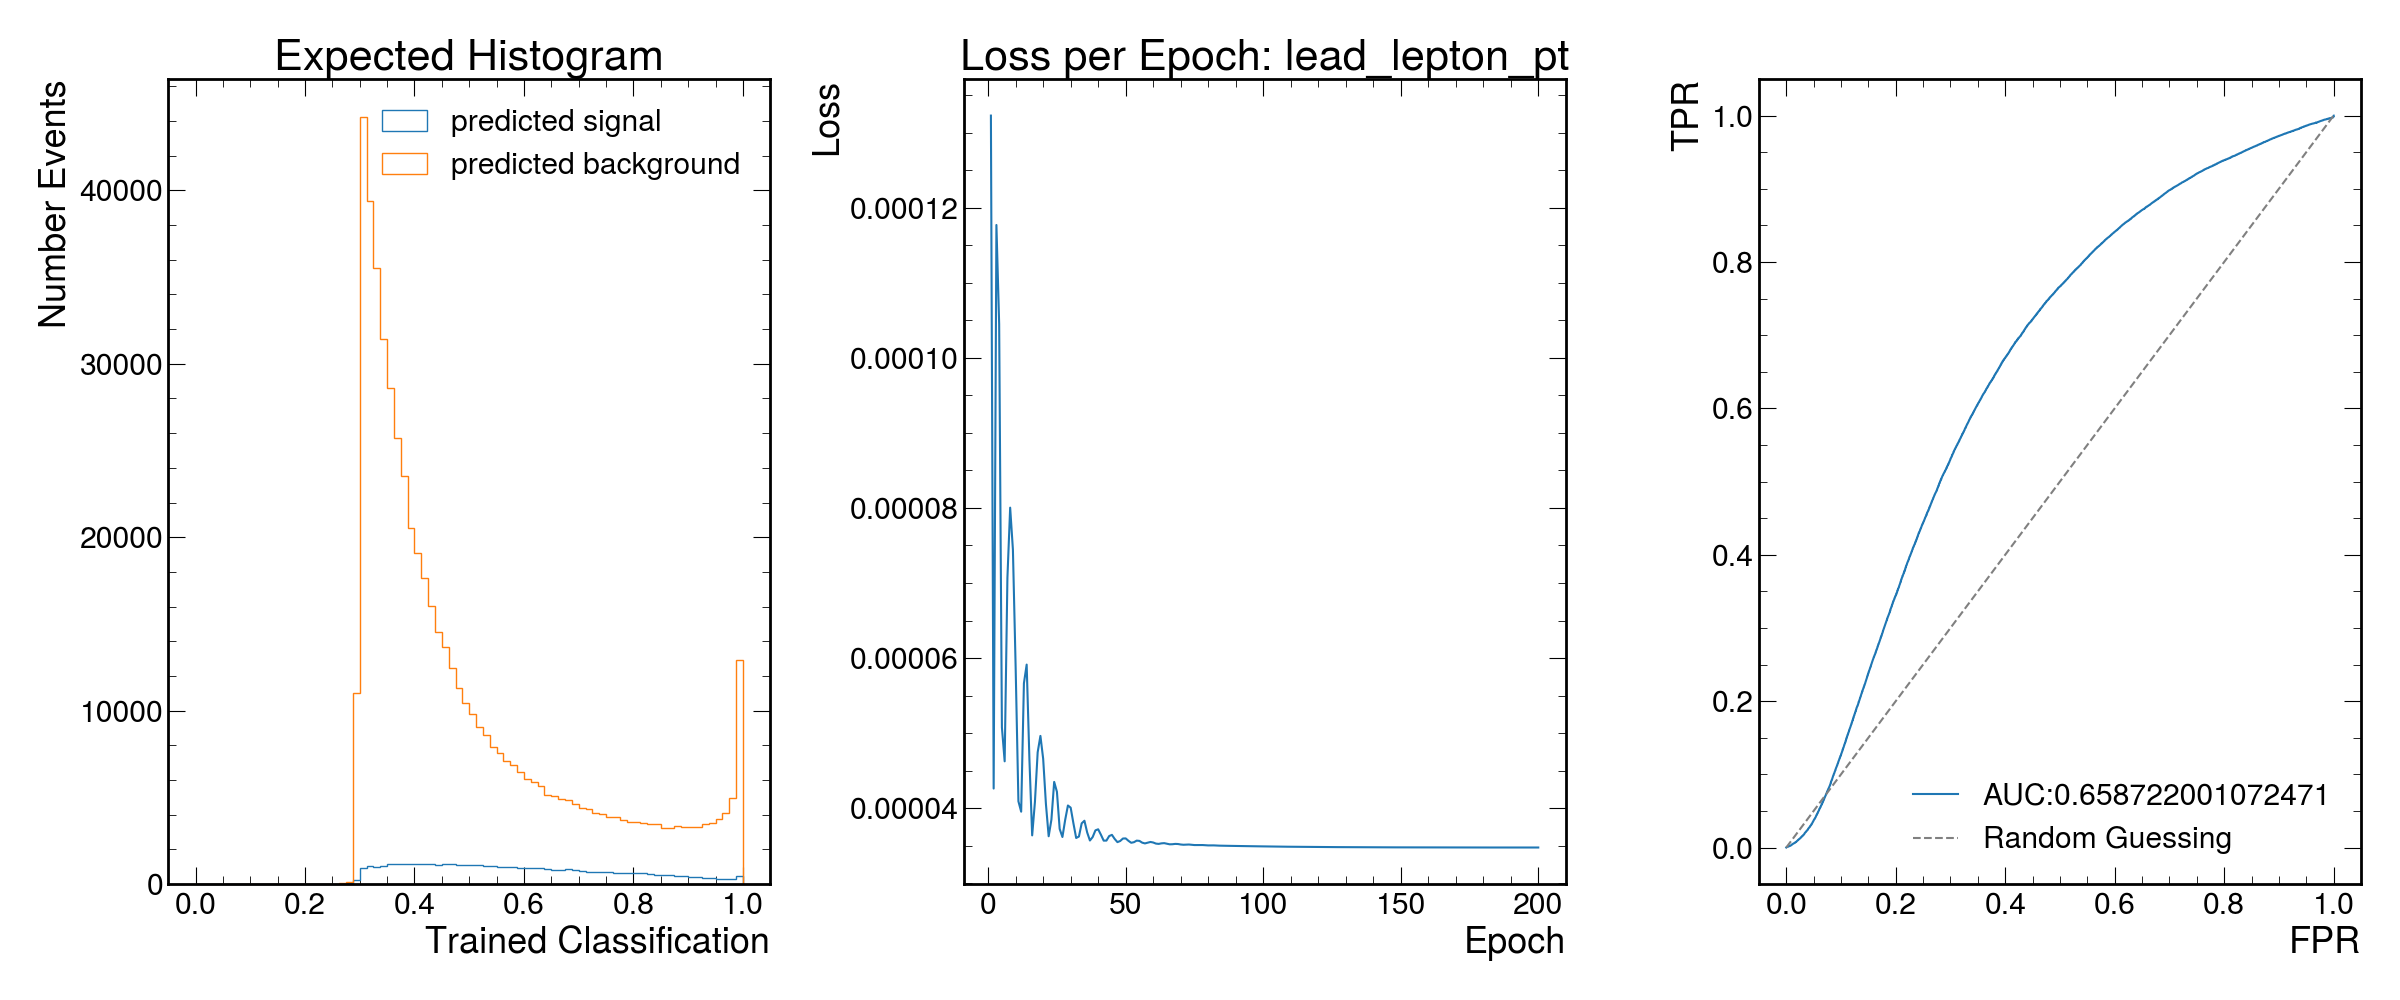 Expected Histogram
Number Events
predicted signal
predicted background
40000
30000
20000
10000
0
0.0 0.2 0.4 0.6 0.8 1.0
Trained Classification
Loss per Epoch: lead_lepton_pt
Loss
0.00012
0.00010
0.00008
0.00006
0.00004
0 50 100 150 200
Epoch
TPR
1.0
0.8
0.6
0.4
0.2
0.0
AUC:0.658722001072471
Random Guessing
0.0 0.2 0.4 0.6 0.8 1.0
FPR